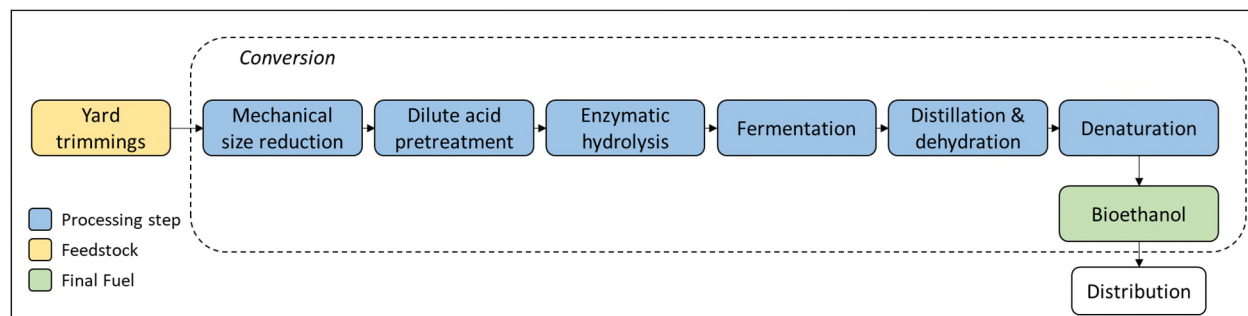 Conversion
Yard
trimmings
Mechanical
size reduction
Dilute acid
pretreatment
Enzymatic
hydrolysis
Fermentation
Distillation &
dehydration
Denaturation
Bioethanol
Distribution
Processing step
Feedstock
Final Fuel